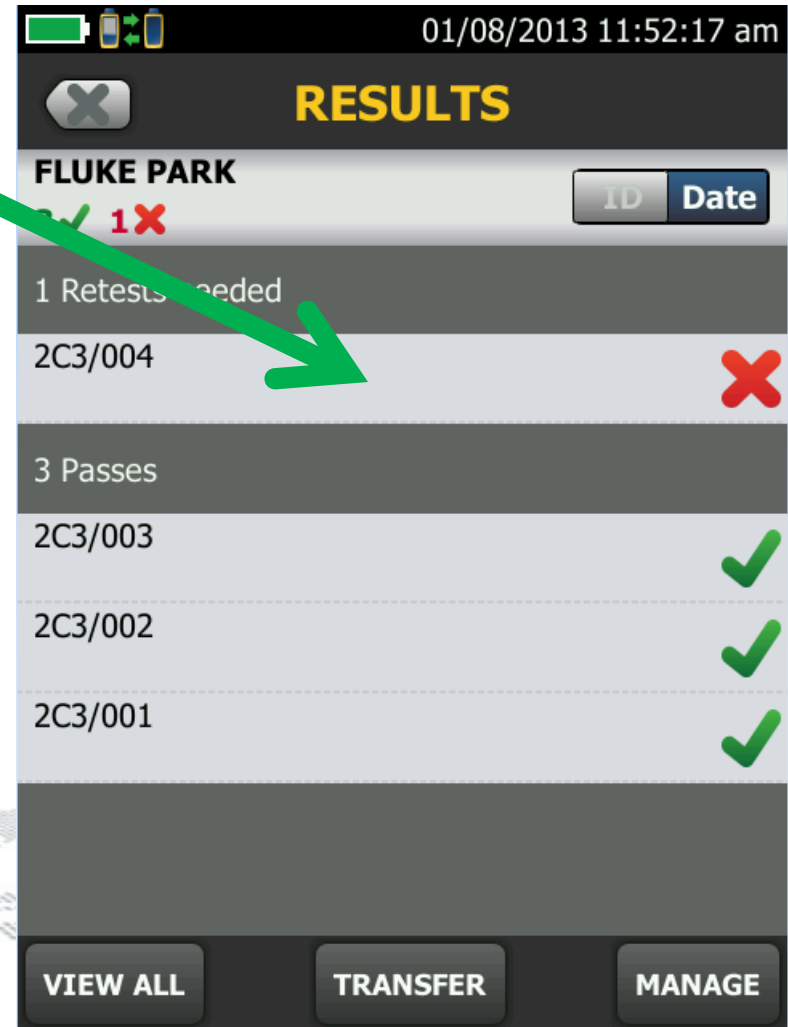 01/08/2013 11:52:17 am
RESULTS
FLUKE PARK
ID Date
1
1 Retests needed
2C3/004
3 Passes
2C3/003
2C3/002
2C3/001
VIEW ALL TRANSFER MANAGE